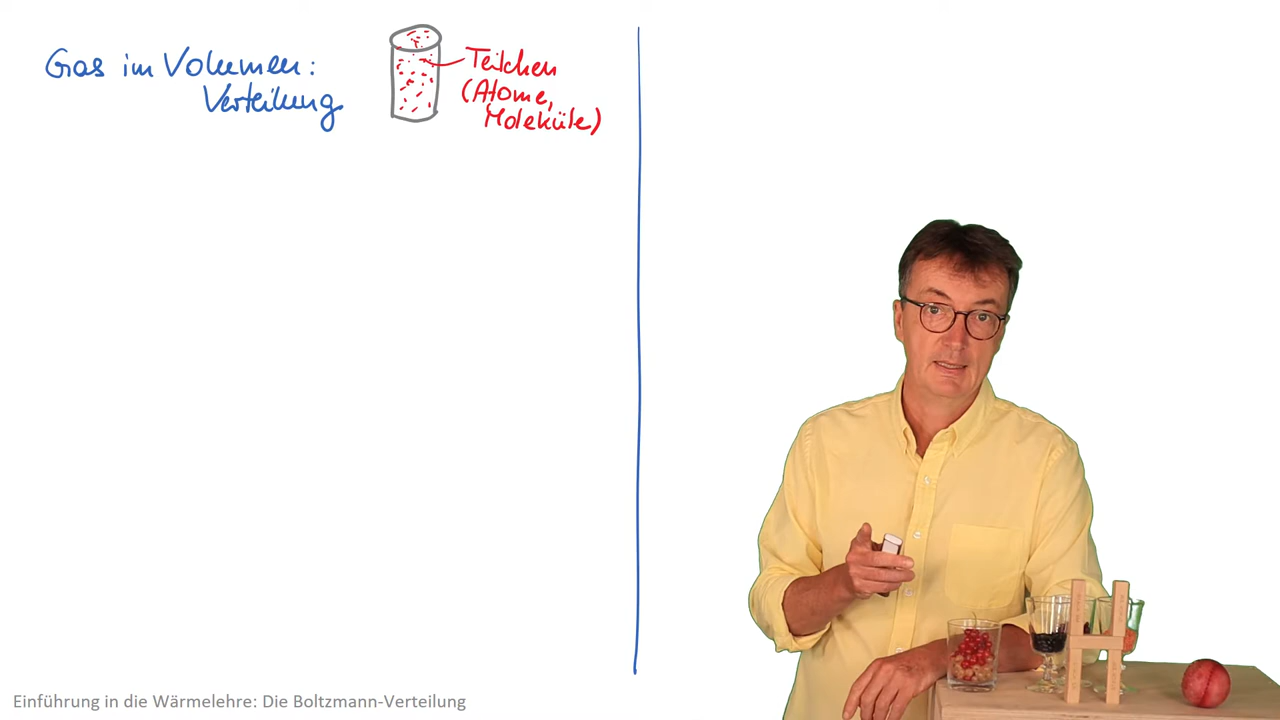 Gas im Volumen:
Verteilung
Teilchen
(Atome,
Moleküle)
Einführung in die Wärmelehre: Die Boltzmann-Verteilung